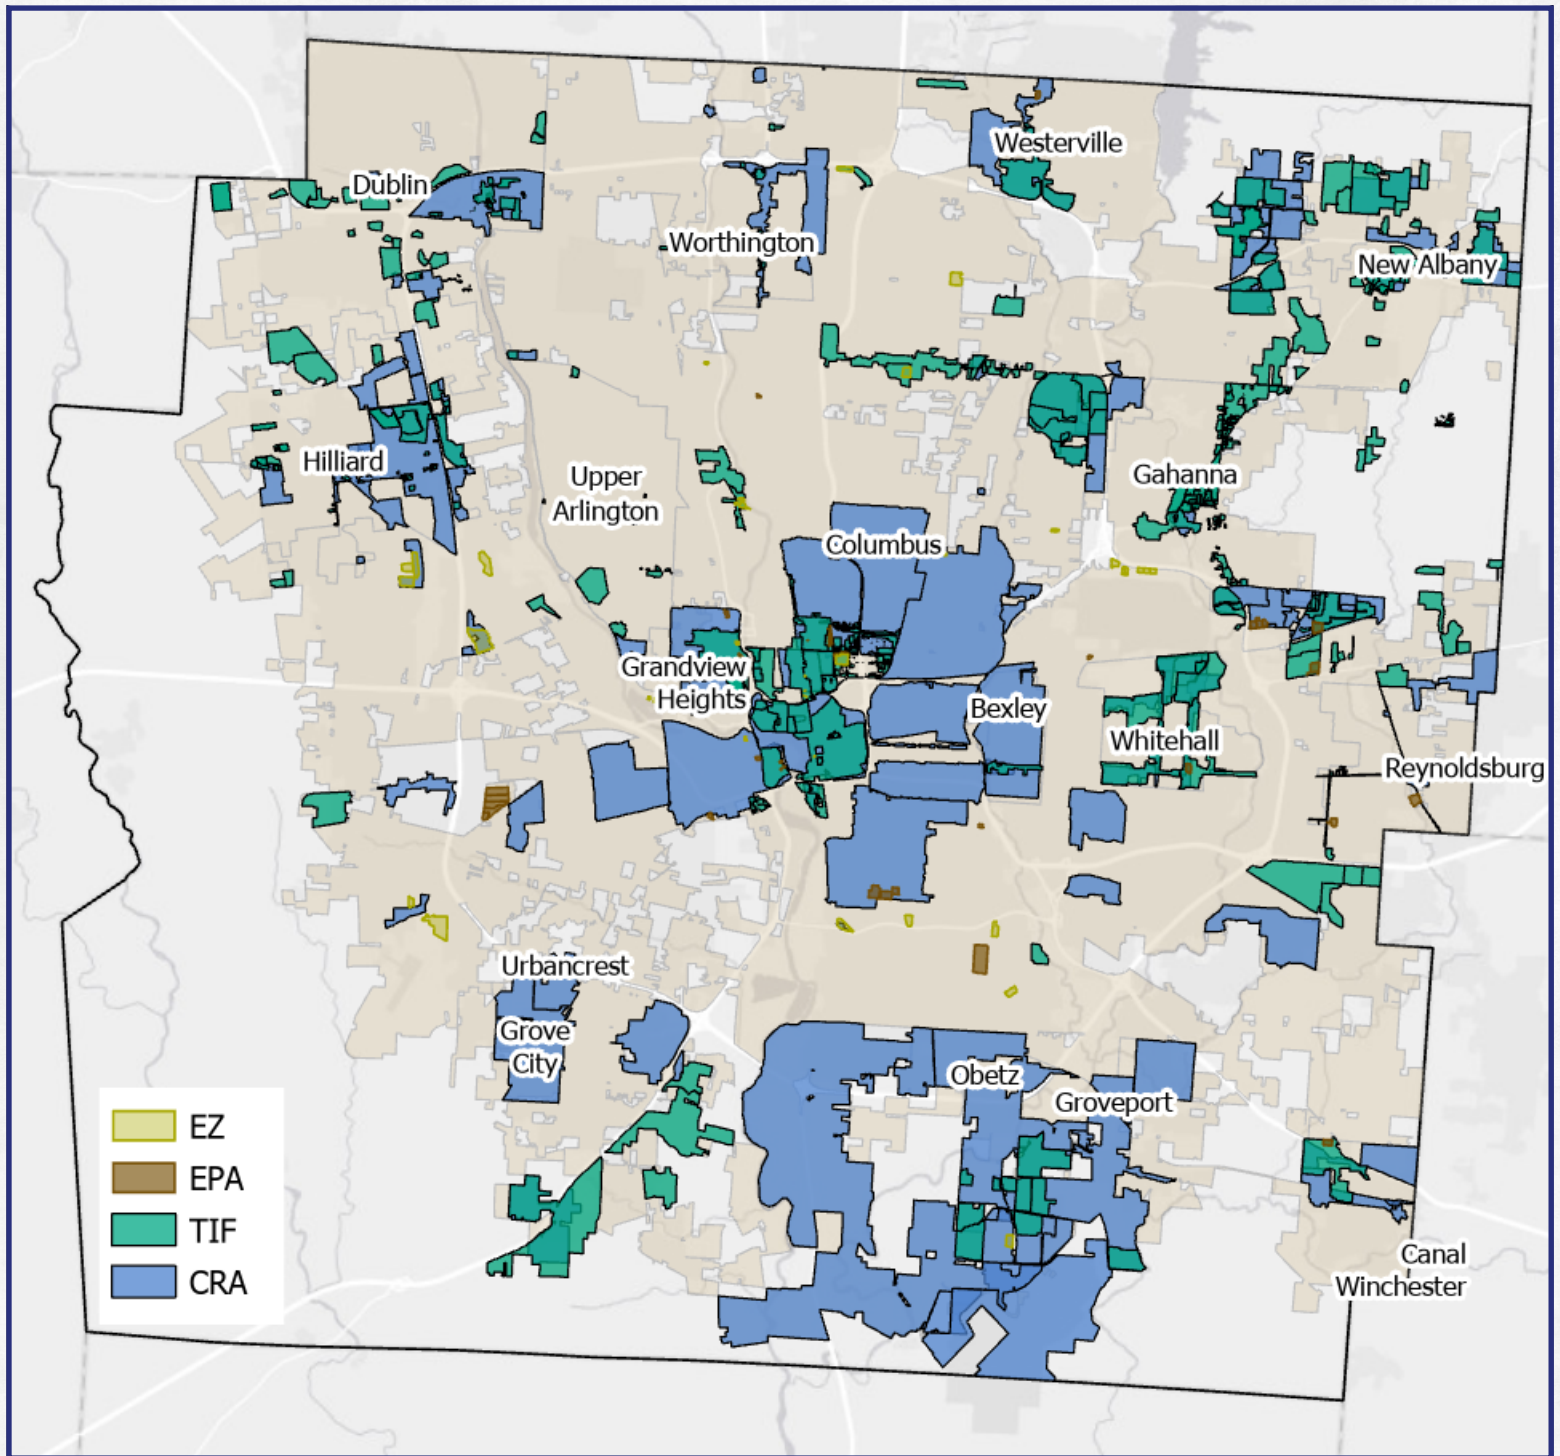 Westerville
Dublin
Worthington
New Albany
Hilliard
Upper
Arlington
Gahanna
Columbus
Grandview
Heights
Bexley
Whitehall
Reynoldsburg
Urbancrest
Grove
City
Obetz
Groveport
Canal
Winchester
EZ
EPA
TIF
CRA